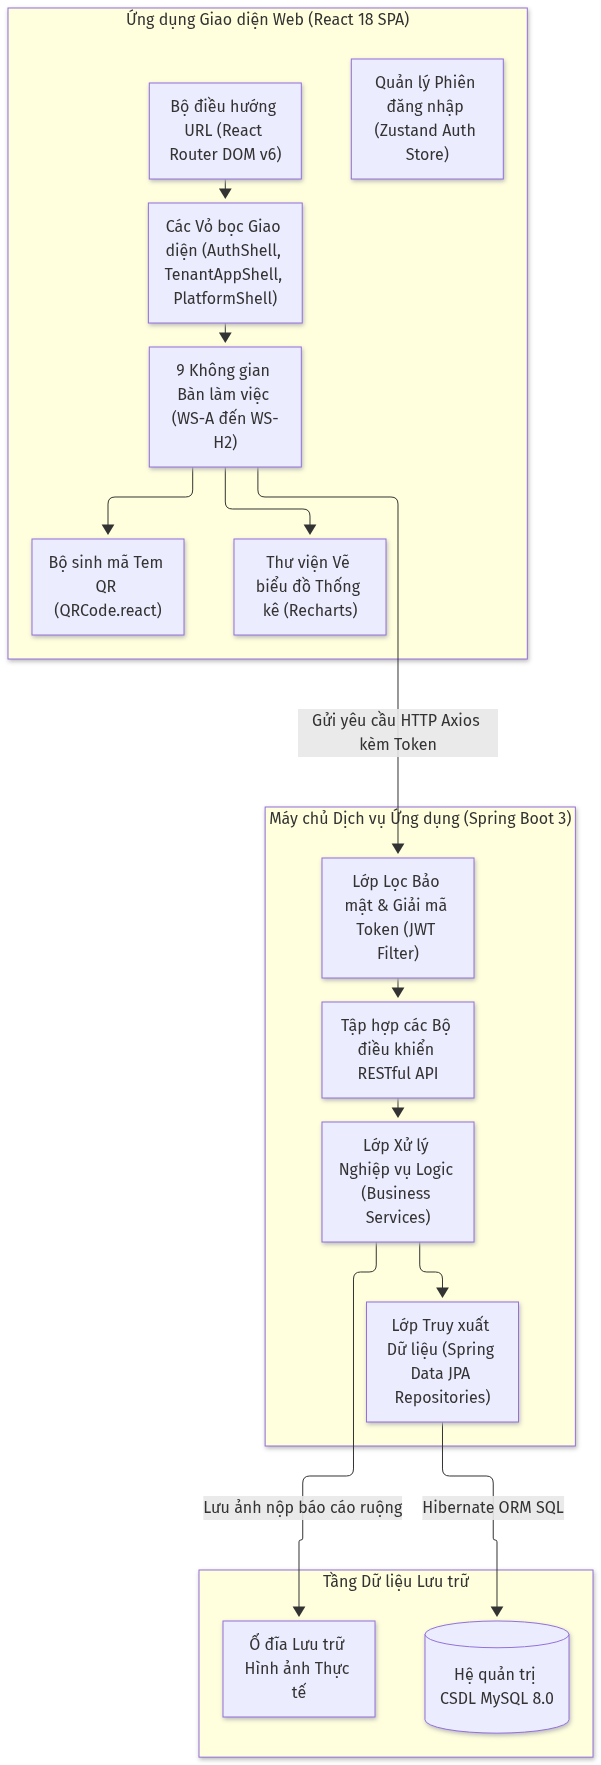 Ứng dụng Giao diện Web (React 18 SPA)
Bộ điều hướng
URL (React
Router DOM v6)
Quản lý Phiên
đăng nhập
(Zustand Auth
Store)
Các Vỏ bọc Giao
diện (AuthShell,
TenantAppShell,
PlatformShell)
9 Không gian
Bàn làm việc
(WS-A đến WS-
H2)
Bộ sinh mã Tem
QR
(QRCode.react)
Thư viện Vẽ
biểu đồ Thống
kê (Recharts)
Gửi yêu cầu HTTP Axios
kèm Token
Máy chủ Dịch vụ Ứng dụng (Spring Boot 3)
Lớp Lọc Bảo
mật & Giải mã
Token (JWT
Filter)
Tập hợp các Bộ
điều khiển
RESTful API
Lớp Xử lý
Nghiệp vụ Logic
(Business
Services)
Lớp Truy xuất
Dữ liệu (Spring
Data JPA
Repositories)
Lưu ảnh nộp báo cáo ruộng
Hibernate ORM SQL
Tầng Dữ liệu Lưu trữ
Ổ đĩa Lưu trữ
Hình ảnh Thực
tế
Hệ quản trị
CSDL MySQL 8.0